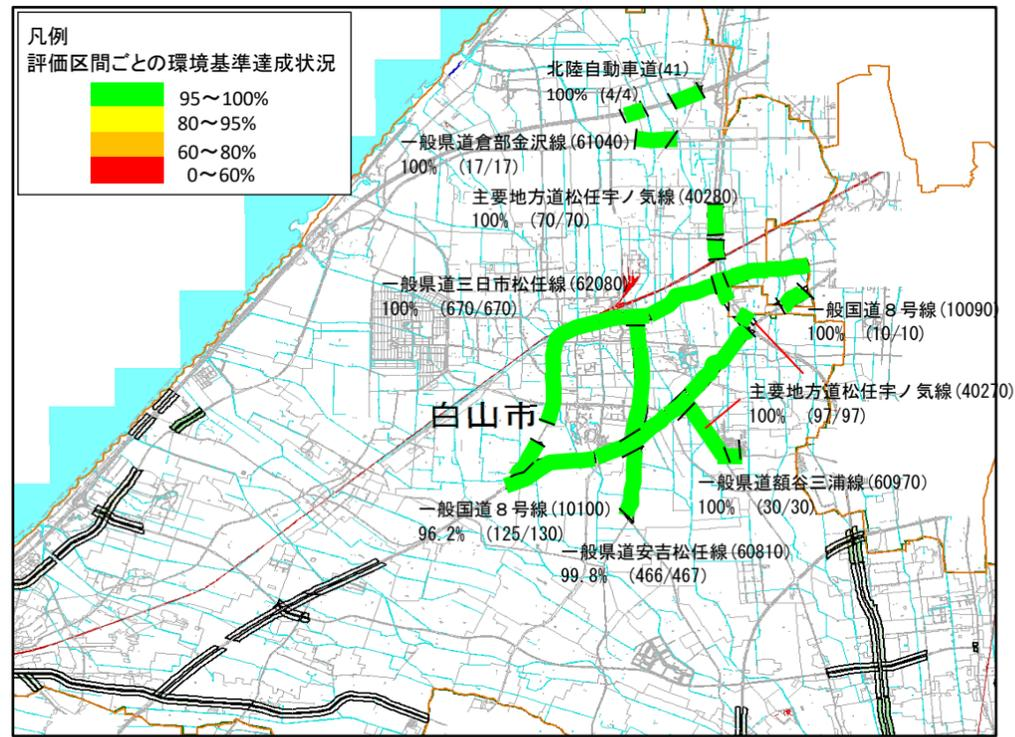 凡例
評価区間ごとの環境基準達成状況
95～100%
80～95%
60～80%
0～60%
北陸自動車道(41)
100% (4/4)
一般県道倉部金沢線(61040)
100% (17/17)
主要地方道松任宇ノ気線(40280)
100% (70/70)
一般県道三日市松任線(62080)
100% (670/670)
一般国道８号線(10090)
100% (10/10)
主要地方道松任宇ノ気線(40270)
100% (97/97)
白山市
一般県道額谷三浦線(60970)
100% (30/30)
一般国道８号線(10100)
96.2% (125/130)
一般県道安吉松任線(60810)
99.8% (466/467)